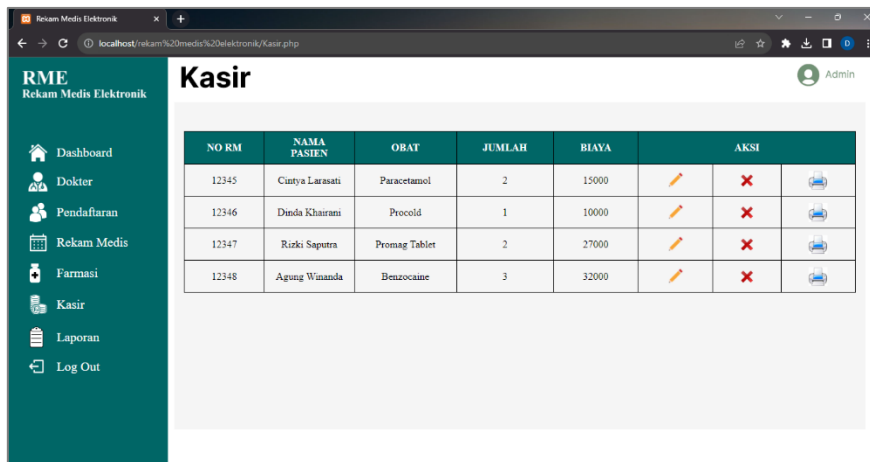 Rekam Medis Elektronik
localhost/rekam%20medis%20elektronik/Kasir.php
D
RME
Rekam Medis Elektronik
Kasir
Admin
Dashboard
Dokter
Pendaftaran
Rekam Medis
Farmasi
Kasir
Laporan
Log Out
NO RM NAMA PASIEN OBAT JUMLAH BIAYA AKSI
12345 Cintya Larasati Paracetamol 2 15000
12346 Dinda Khairani Procold 1 10000
12347 Rizki Saputra Promag Tablet 2 27000
12348 Agung Winanda Benzocaine 3 32000